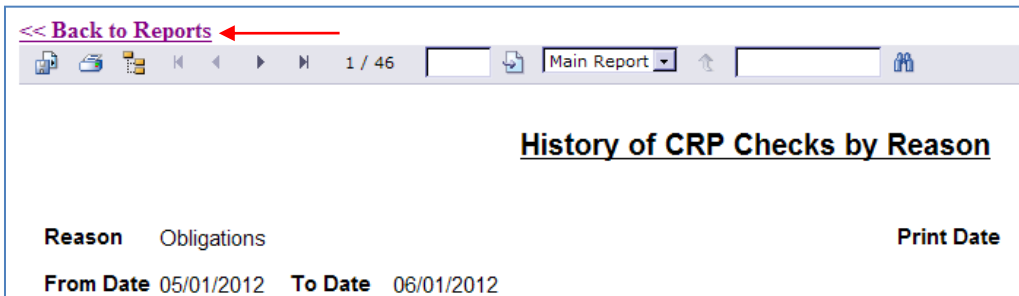 << Back to Reports
1 / 46 Main Report
History of CRP Checks by Reason
Reason Obligations Print Date
From Date 05/01/2012 To Date 06/01/2012